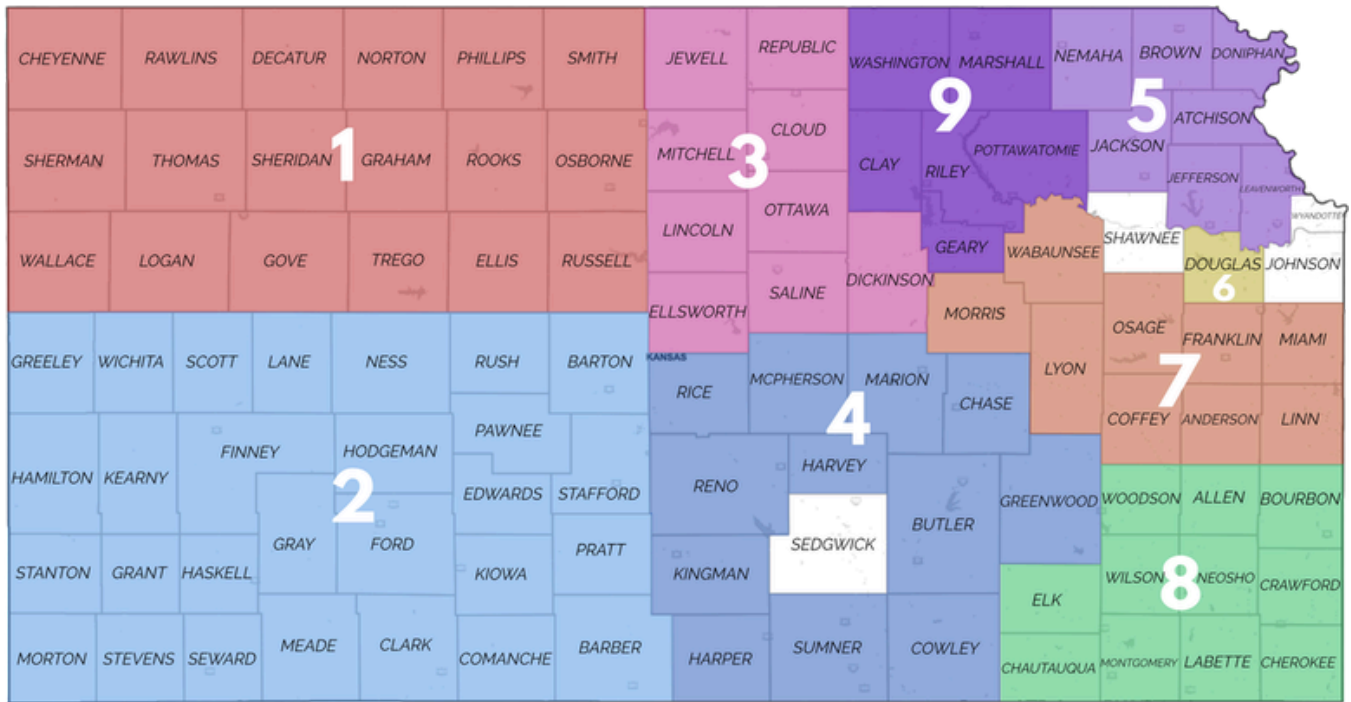 CHEYENNE RAWLINS DECATUR NORTON PHILLIPS SMITH JEWELL REPUBLIC WASHINGTON MARSHALL NEMAHA BROWN DONIPHAN
9 5
ATCHISON
SHERMAN THOMAS SHERIDAN 1 GRAHAM ROOKS OSBORNE MITCHELL 3 CLOUD CLAY RILEY POTTAWATOMIE JACKSON
JEFFERSON LEAVENWORTH
LINCOLN OTTAWA WYANDOTTE
WALLACE LOGAN GOVE TREGO ELLIS RUSSELL GEARY WABAUNSEE SHAWNEE DOUGLAS JOHNSON
6
ELLSWORTH SALINE DICKINSON MORRIS
OSAGE FRANKLIN MIAMI
KANSAS
GREELEY WICHITA SCOTT LANE NESS RUSH BARTON RICE MCPHERSON MARION CHASE LYON 7
4
COFFEY ANDERSON LINN
PAWNEE
FINNEY HODGEMAN HARVEY
HAMILTON KEARNY 2 EDWARDS STAFFORD RENO GREENWOOD WOODSON ALLEN BOURBON
BUTLER
GRAY FORD PRATT SEDGWICK
STANTON GRANT HASKELL KIOWA KINGMAN WILSON 8 NEOSHO CRAWFORD
ELK
MORTON STEVENS SEWARD MEADE CLARK COMANCHE BARBER HARPER SUMNER COWLEY CHAUTAUQUA MONTGOMERY LABETTE CHEROKEE